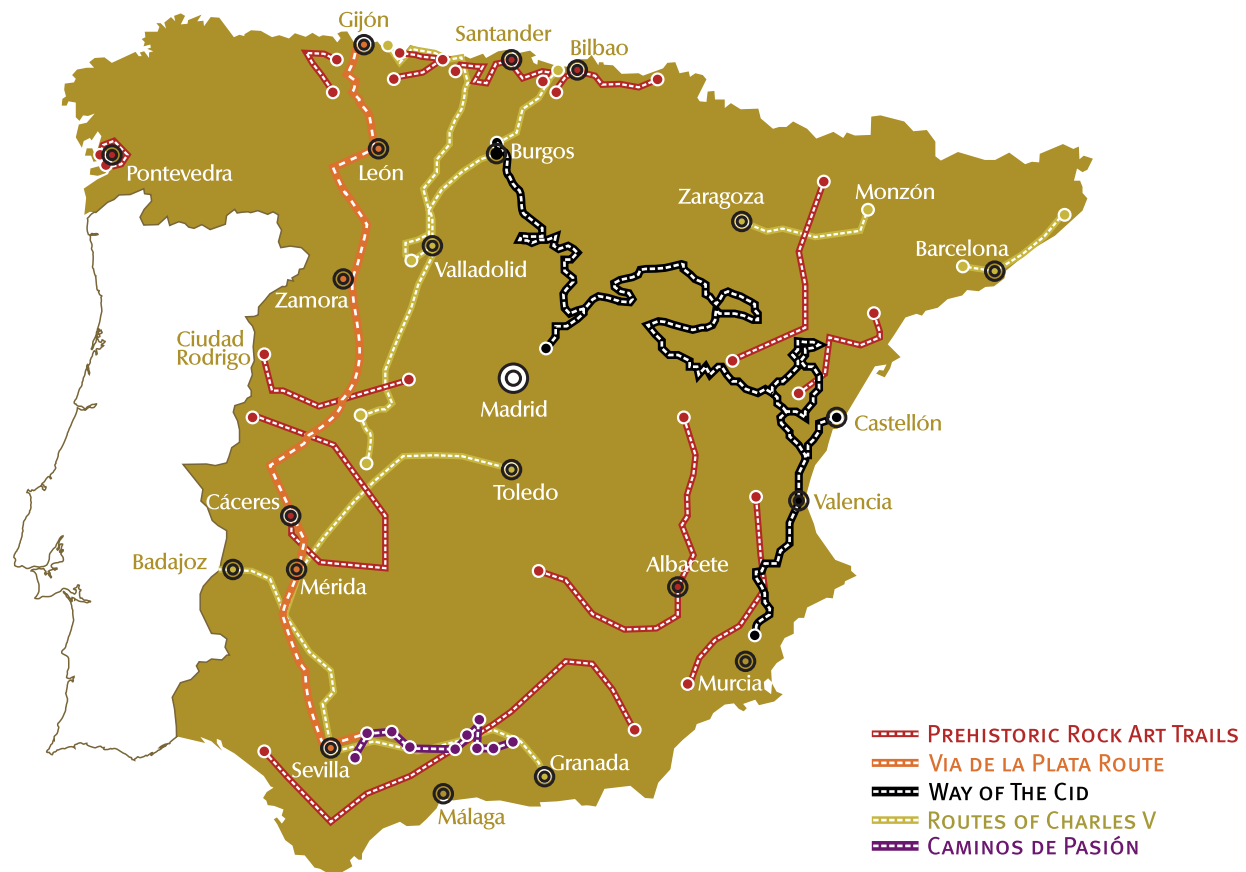 Gijón
Santander
Bilbao
Burgos
León
Pontevedra
Zaragoza
Monzón
Barcelona
Valladolid
Zamora
Ciudad
Rodrigo
Madrid
Castellón
Toledo
Cáceres
Valencia
Badajoz
Mérida
Albacete
Murcia
Sevilla
Granada
Málaga
Prehistoric Rock Art Trails
Via de la Plata Route
Way of The Cid
Routes of Charles V
Caminos de Pasión